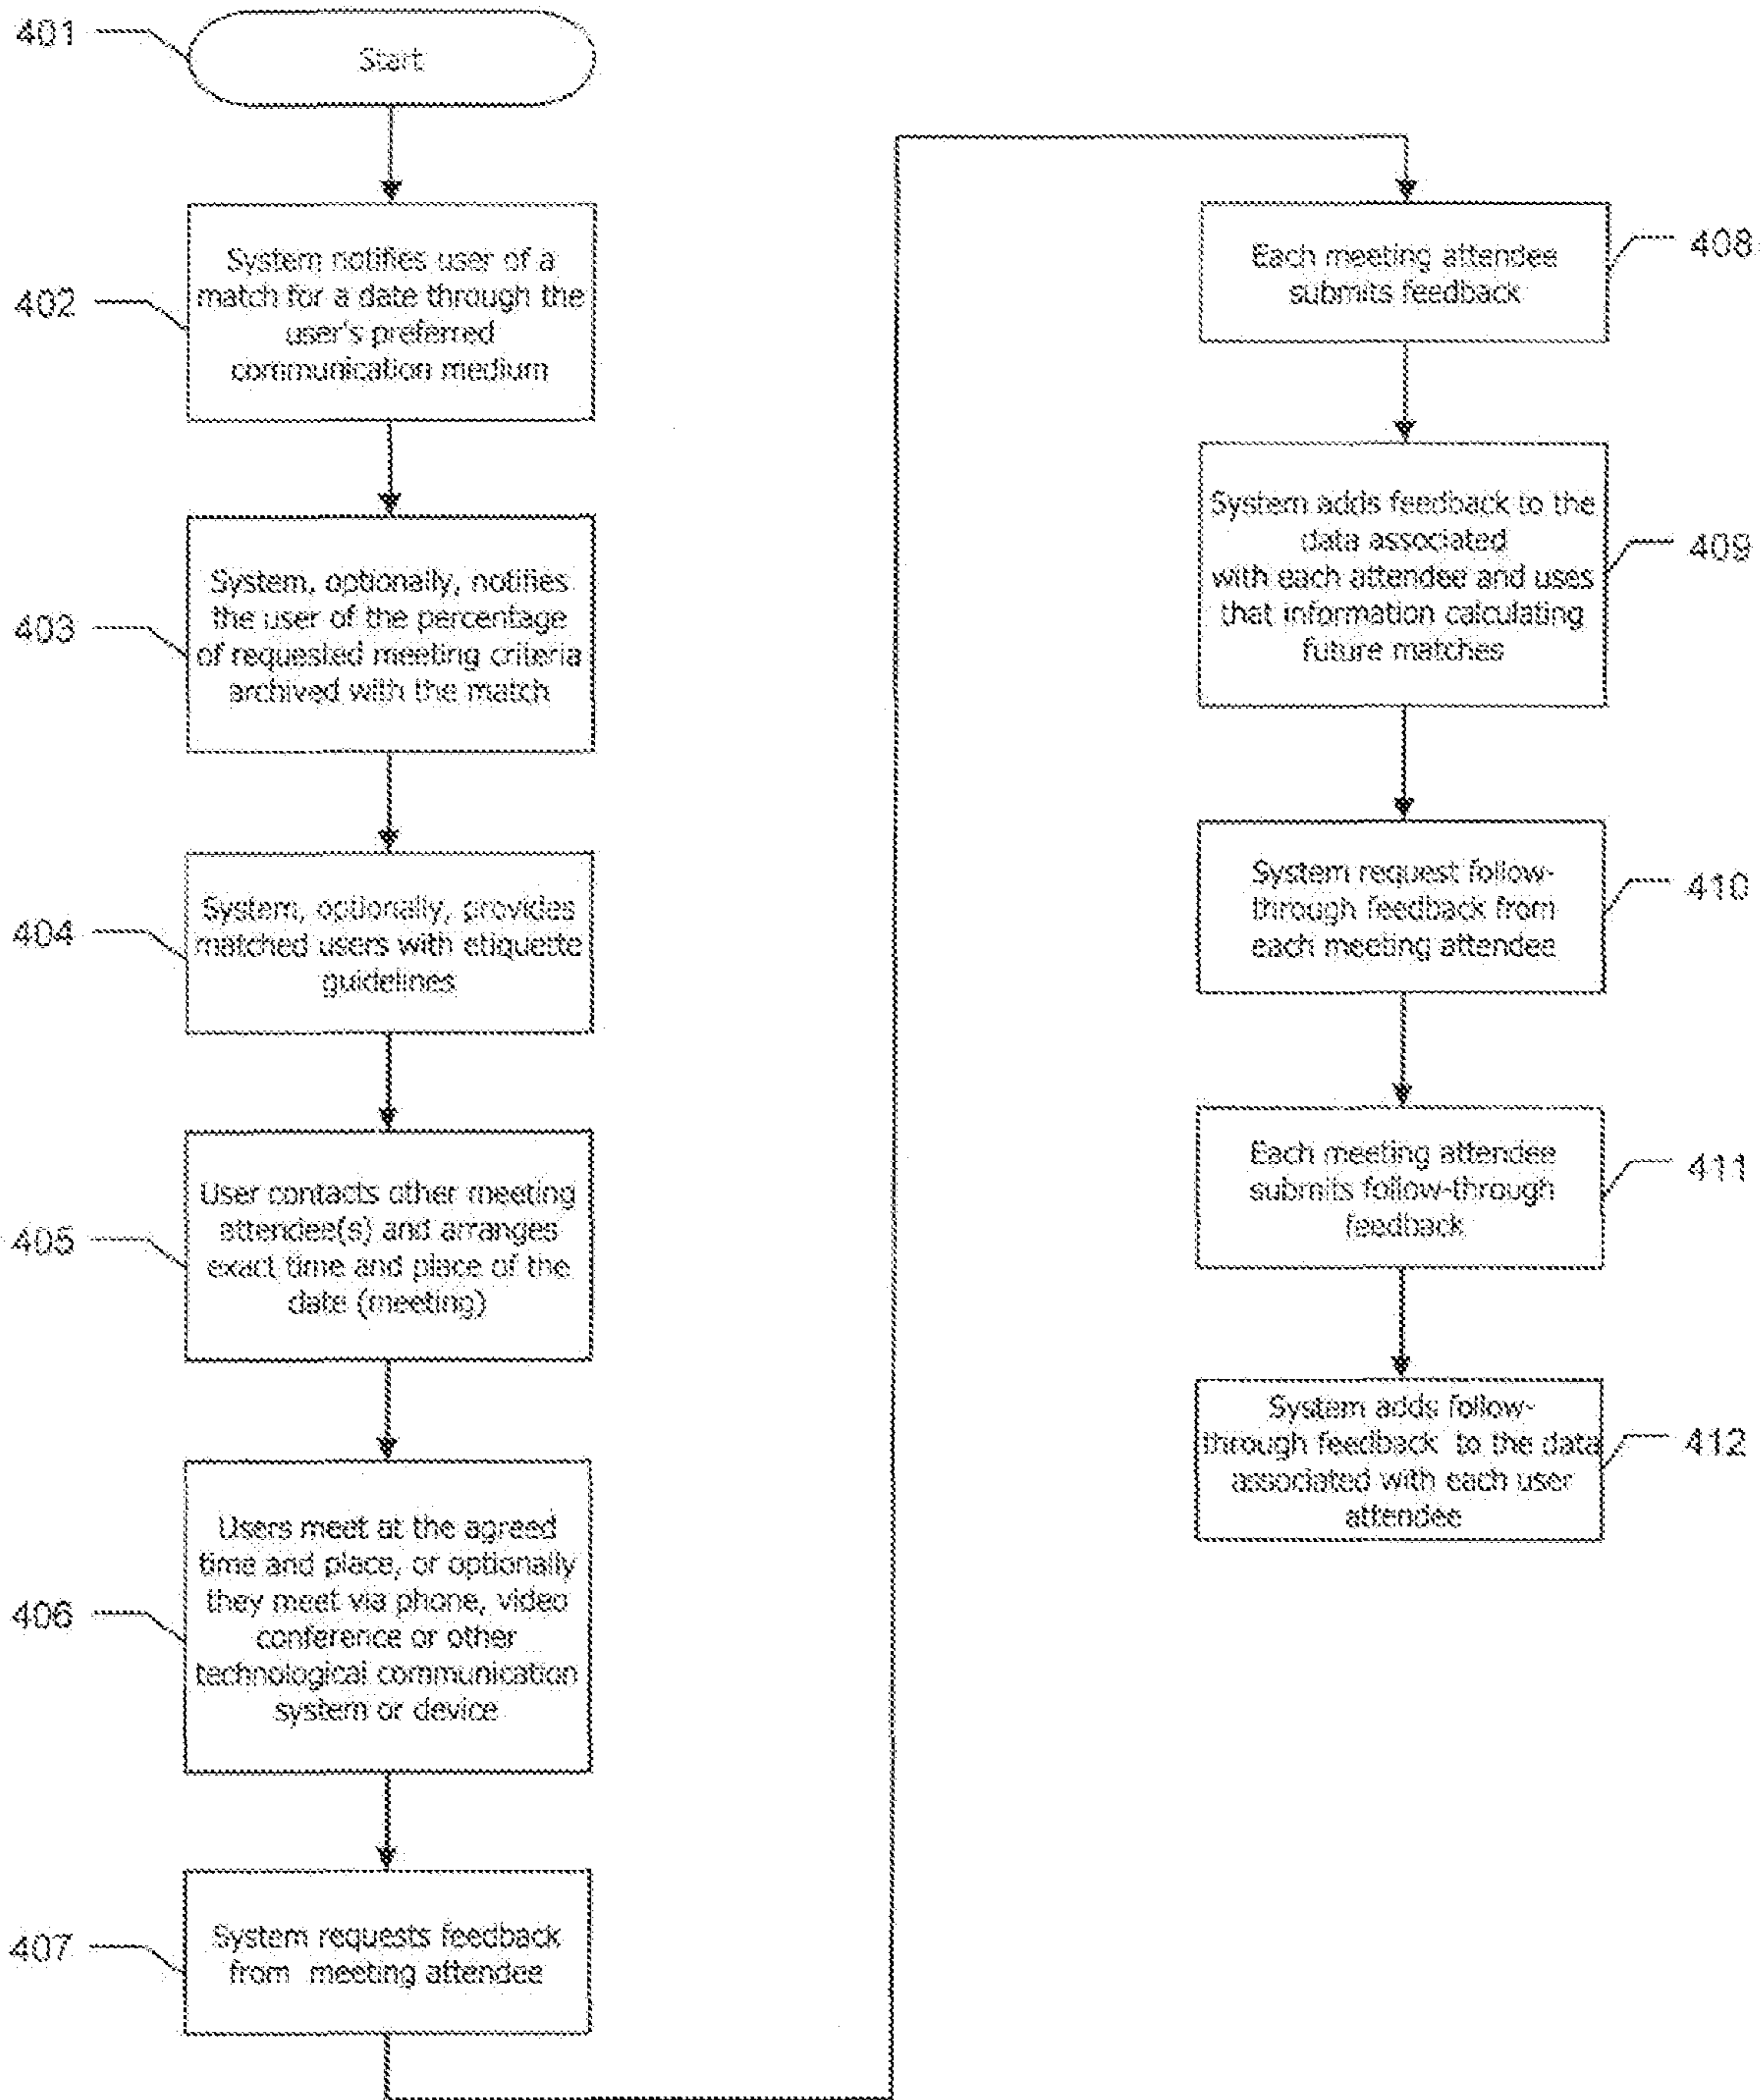 401
Start
402
System notifies user of a
match for a date through the
user's preferred
communication medium
403
System, optionally, notifies
the user of the percentage
of requested meeting criteria
archived with the match
404
System, optionally, provides
matched users with etiquette
guidelines
405
User contacts other meeting
attendee(s) and arranges
exact time and place of the
date (meeting)
406
Users meet at the agreed
time and place, or optionally
they meet via phone, video
conference or other
technological communication
system or device
407
System requests feedback
from meeting attendee
408
Each meeting attendee
submits feedback
409
System adds feedback to the
data associated
with each attendee and uses
that information calculating
future matches
410
System request follow-
through feedback from
each meeting attendee
411
Each meeting attendee
submits follow-through
feedback
412
System adds follow-
through feedback to the data
associated with each user
attendee